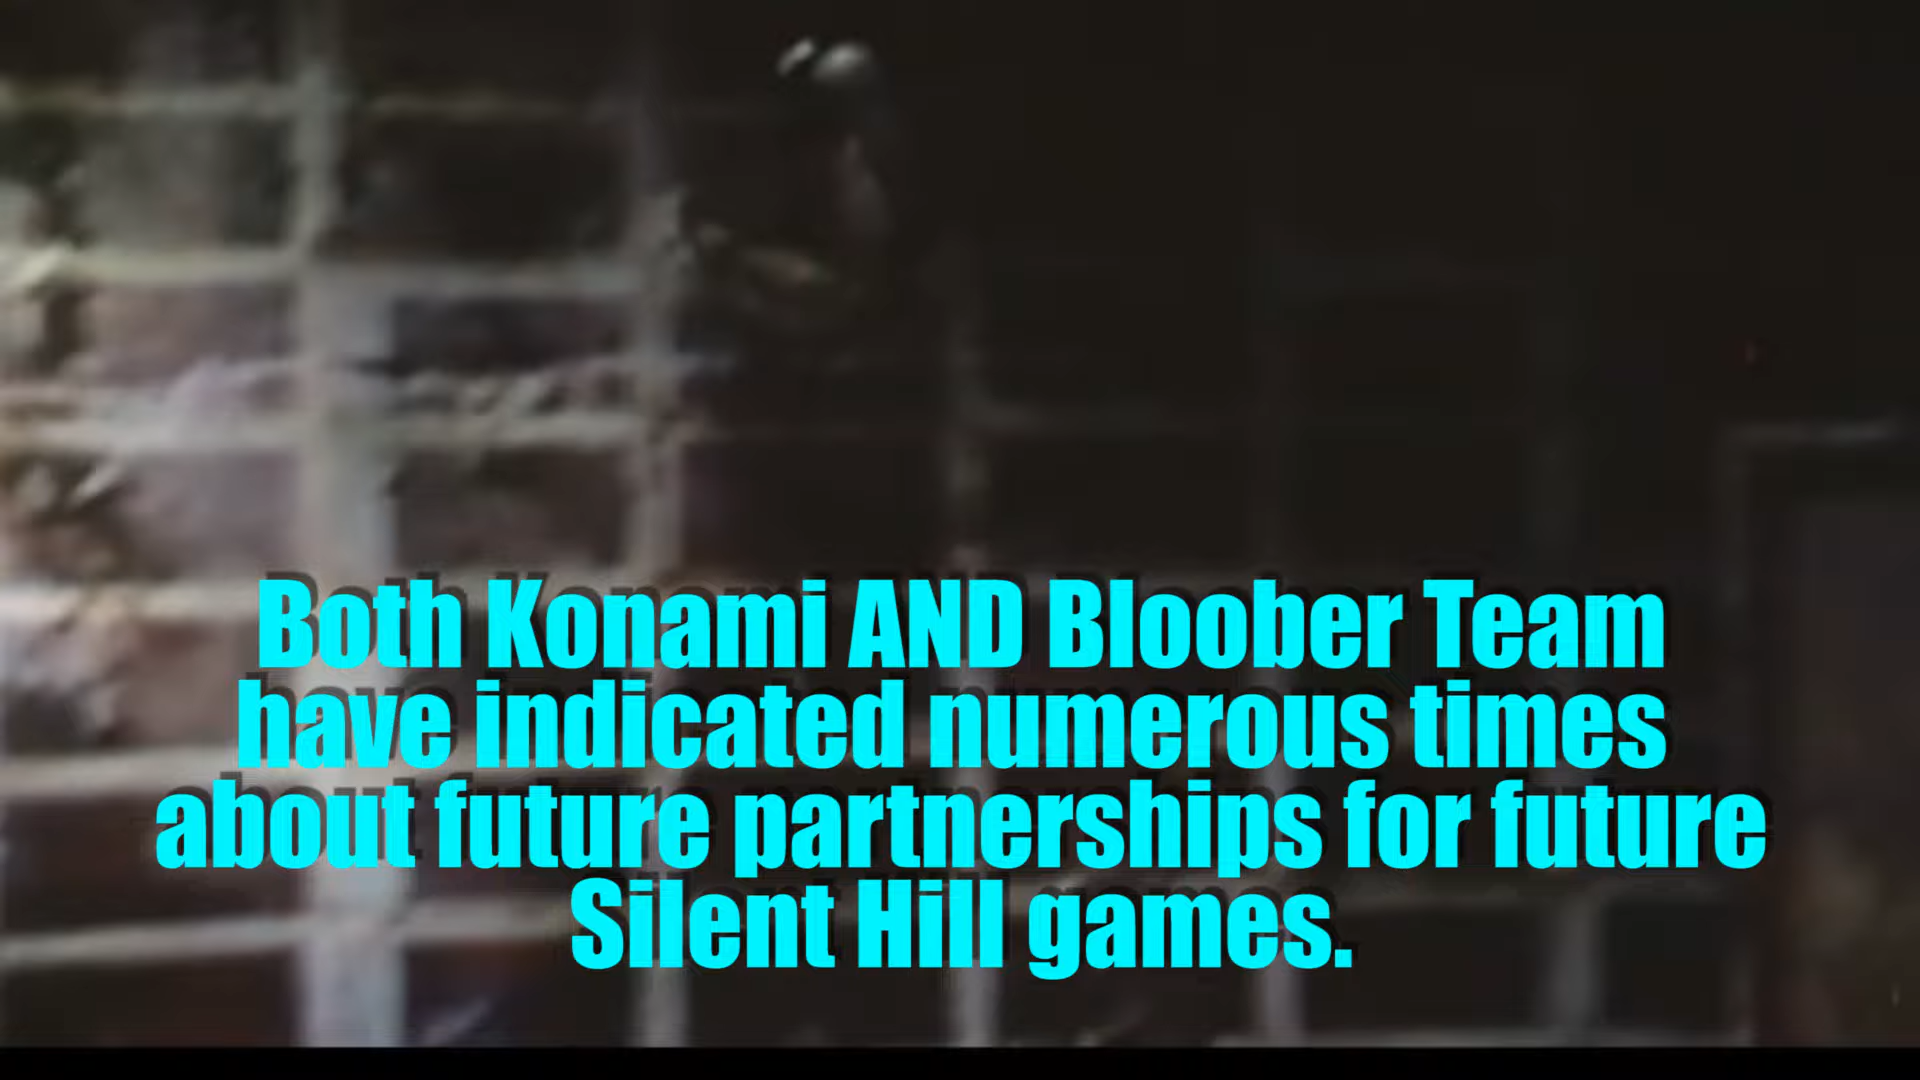 Both Konami AND Bloober Team
have indicated numerous times
about future partnerships for future
Silent Hill games.